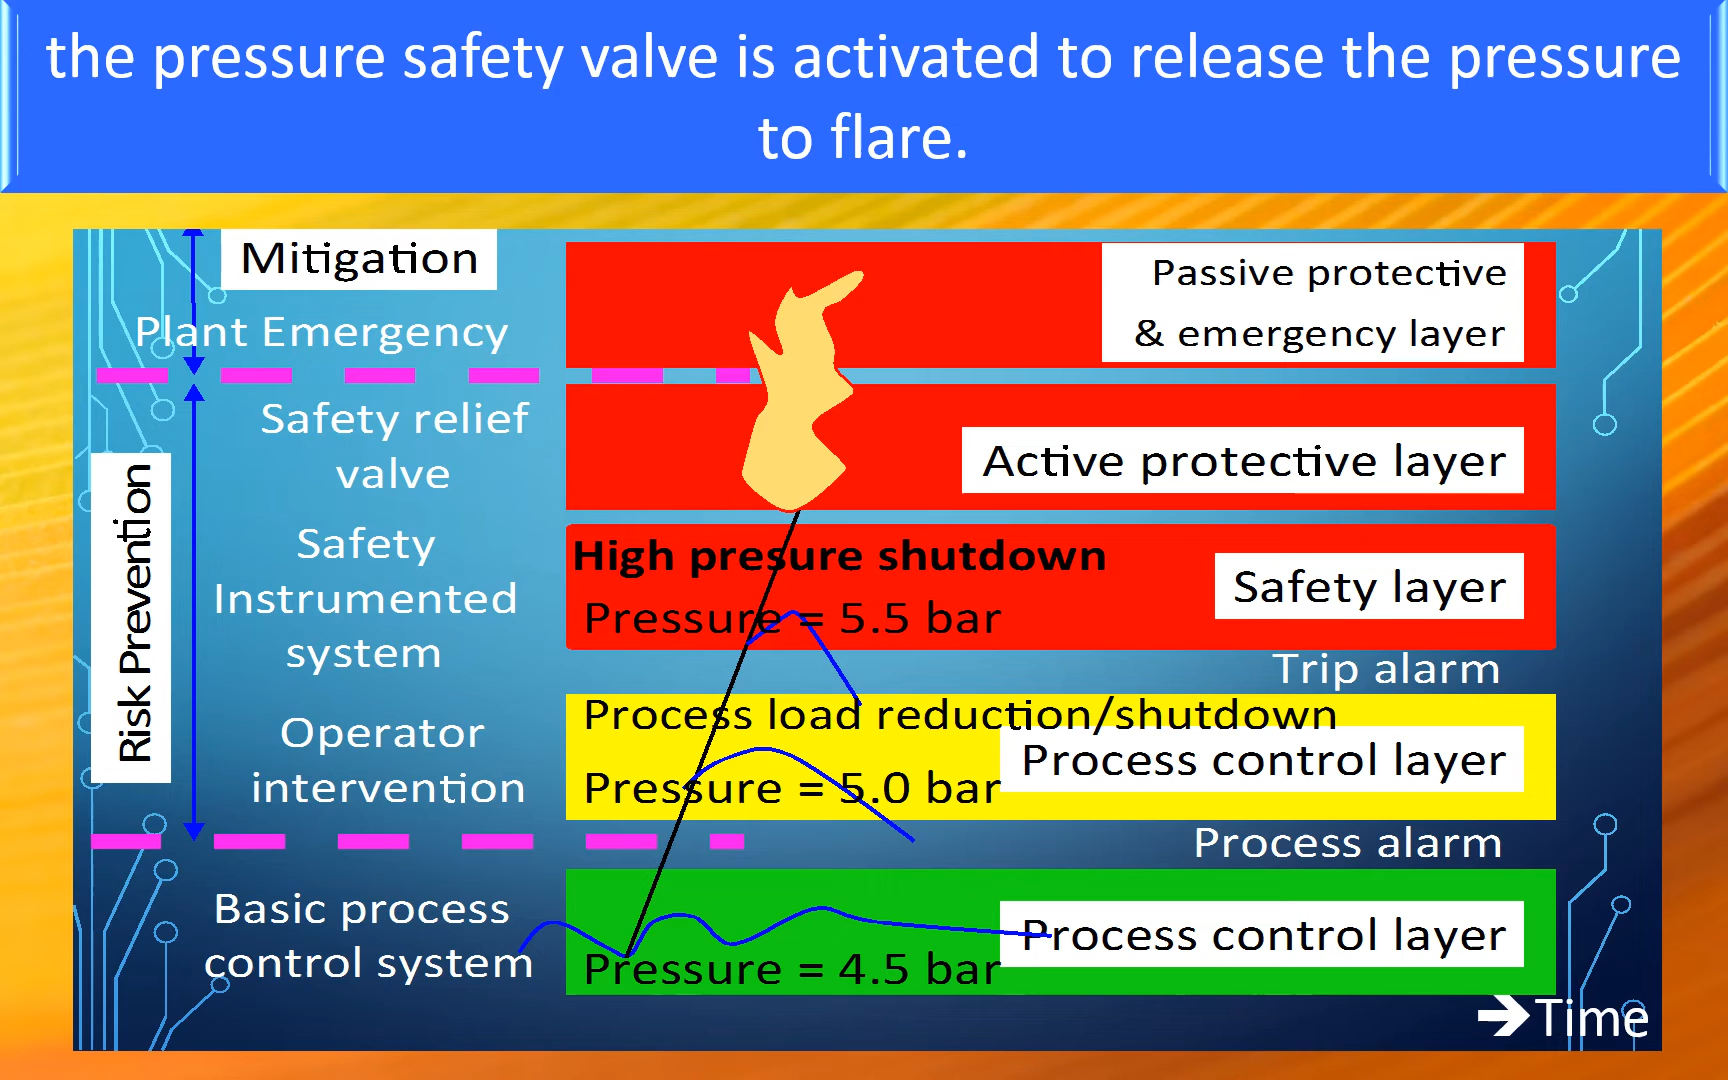 the pressure safety valve is activated to release the pressure
to flare.
Mitigation
Plant Emergency
Passive protective
& emergency layer
Safety relief
valve
Active protective layer
Risk Prevention
Safety
Instrumented
system
High presure shutdown
Pressure = 5.5 bar
Safety layer
Trip alarm
Operator
intervention
Process load reduction/shutdown
Pressure = 5.0 bar
Process control layer
Process alarm
Basic process
control system
Pressure = 4.5 bar
Process control layer
Time